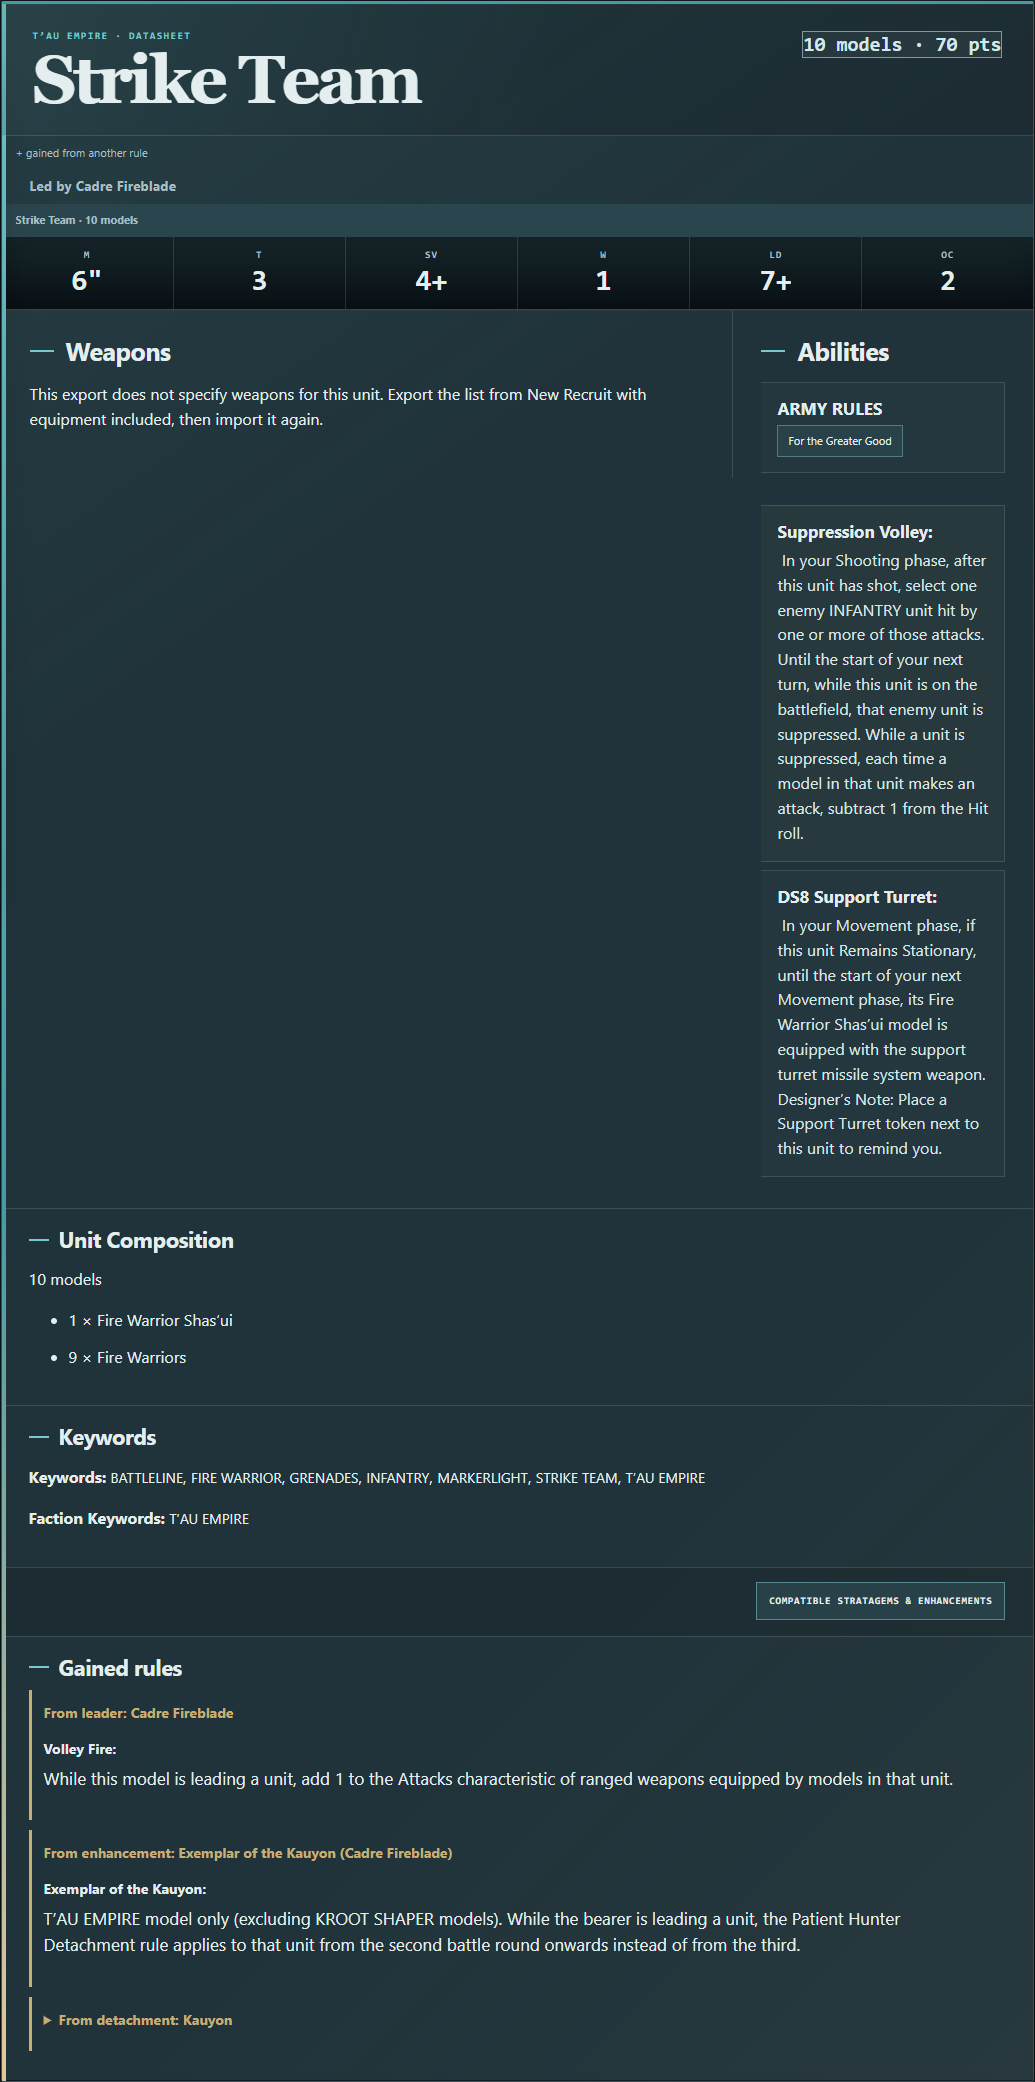 T’AU EMPIRE · DATASHEET
Strike Team
10 models · 70 pts
+ gained from another rule
Led by Cadre Fireblade
Strike Team · 10 models
M
6"
T
3
SV
4+
W
1
LD
7+
OC
2
Weapons
This export does not specify weapons for this unit. Export the list from New Recruit with
equipment included, then import it again.
Abilities
ARMY RULES
For the Greater Good
Suppression Volley:
In your Shooting phase, after
this unit has shot, select one
enemy INFANTRY unit hit by
one or more of those attacks.
Until the start of your next
turn, while this unit is on the
battlefield, that enemy unit is
suppressed. While a unit is
suppressed, each time a
model in that unit makes an
attack, subtract 1 from the Hit
roll.
DS8 Support Turret:
In your Movement phase, if
this unit Remains Stationary,
until the start of your next
Movement phase, its Fire
Warrior Shas’ui model is
equipped with the support
turret missile system weapon.
Designer’s Note: Place a
Support Turret token next to
this unit to remind you.
Unit Composition
10 models
• 1 × Fire Warrior Shas’ui
• 9 × Fire Warriors
Keywords
Keywords: BATTLELINE, FIRE WARRIOR, GRENADES, INFANTRY, MARKERLIGHT, STRIKE TEAM, T’AU EMPIRE
Faction Keywords: T’AU EMPIRE
COMPATIBLE STRATAGEMS & ENHANCEMENTS
Gained rules
From leader: Cadre Fireblade
Volley Fire:
While this model is leading a unit, add 1 to the Attacks characteristic of ranged weapons equipped by models in that unit.
From enhancement: Exemplar of the Kauyon (Cadre Fireblade)
Exemplar of the Kauyon:
T’AU EMPIRE model only (excluding KROOT SHAPER models). While the bearer is leading a unit, the Patient Hunter
Detachment rule applies to that unit from the second battle round onwards instead of from the third.
▶ From detachment: Kauyon